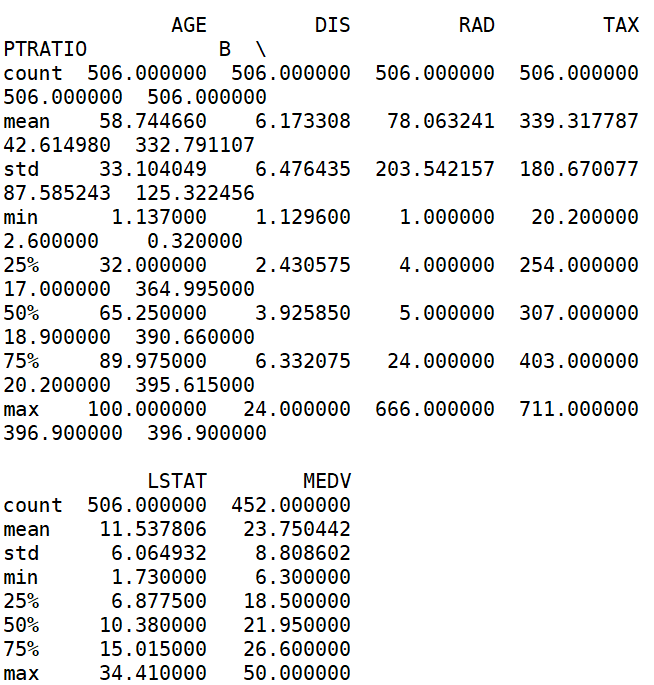 AGE         DIS         RAD         TAX
PTRATIO           B  \
count  506.000000  506.000000  506.000000  506.000000
506.000000  506.000000
mean    58.744660    6.173308   78.063241  339.317787
42.614980  332.791107
std     33.104049    6.476435  203.542157  180.670077
87.585243  125.322456
min      1.137000    1.129600    1.000000   20.200000
2.600000    0.320000
25%     32.000000    2.430575    4.000000  254.000000
17.000000  364.995000
50%     65.250000    3.925850    5.000000  307.000000
18.900000  390.660000
75%     89.975000    6.332075   24.000000  403.000000
20.200000  395.615000
max    100.000000   24.000000  666.000000  711.000000
396.900000  396.900000

            LSTAT        MEDV
count  506.000000  452.000000
mean    11.537806   23.750442
std      6.064932    8.808602
min      1.730000    6.300000
25%      6.877500   18.500000
50%     10.380000   21.950000
75%     15.015000   26.600000
max     34.410000   50.000000